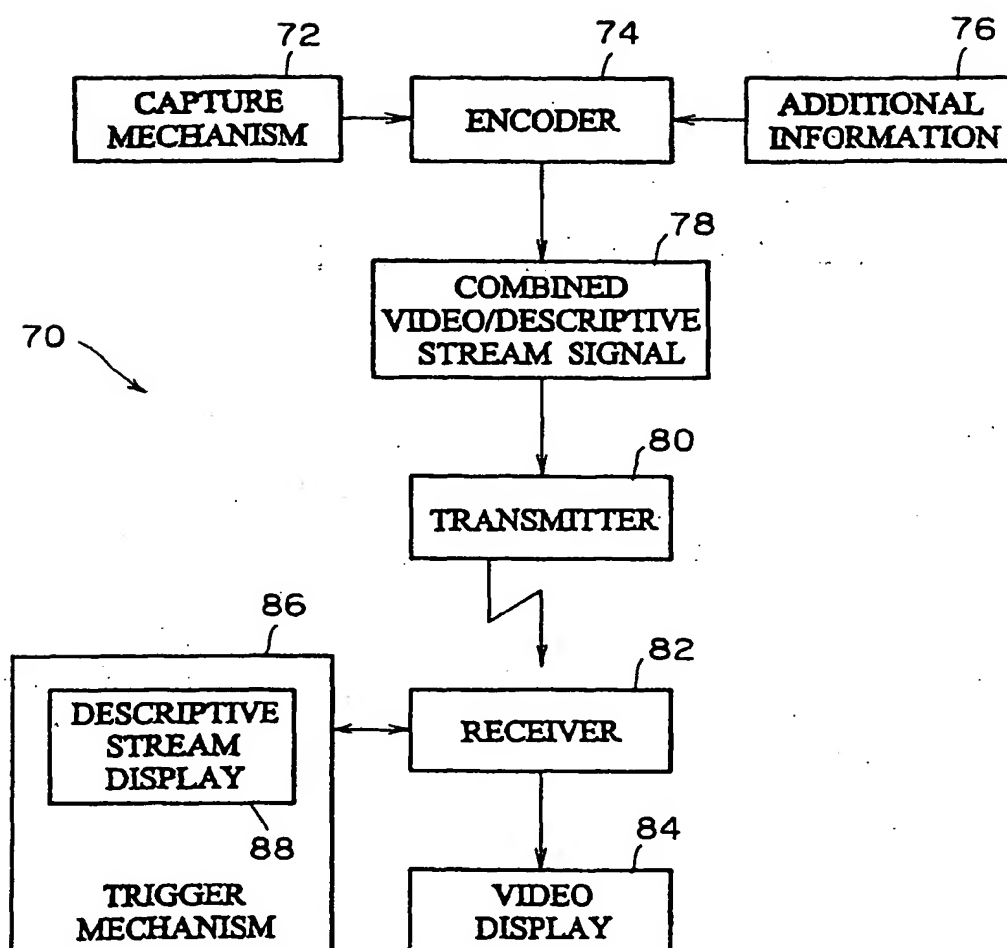 72
74
76
CAPTURE
MECHANISM
ENCODER
ADDITIONAL
INFORMATION
78
COMBINED
VIDEO/DESCRIPTIVE
STREAM SIGNAL
70
80
TRANSMITTER
86
82
DESCRIPTIVE
STREAM
DISPLAY
RECEIVER
88
84
TRIGGER
MECHANISM
VIDEO
DISPLAY